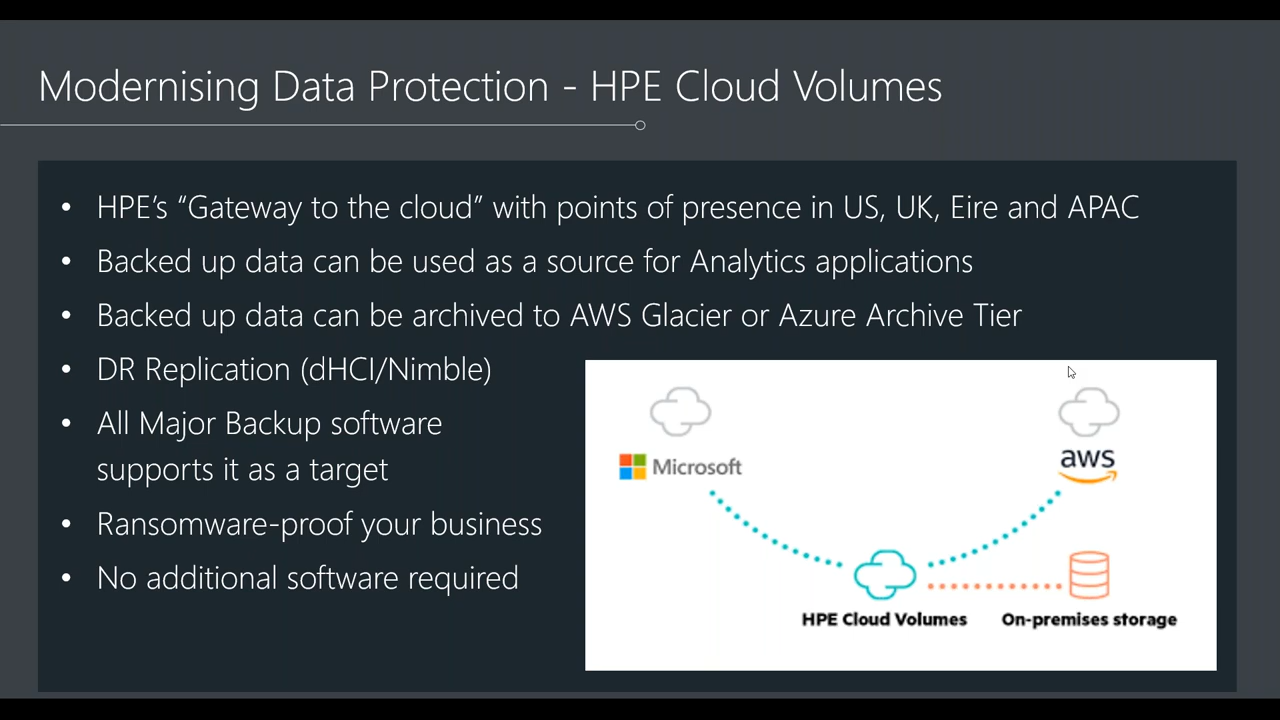 Modernising Data Protection - HPE Cloud Volumes
• HPE’s “Gateway to the cloud” with points of presence in US, UK, Eire and APAC
• Backed up data can be used as a source for Analytics applications
• Backed up data can be archived to AWS Glacier or Azure Archive Tier
• DR Replication (dHCI/Nimble)
• All Major Backup software
supports it as a target
• Ransomware-proof your business
• No additional software required
Microsoft
aws
HPE Cloud Volumes
On-premises storage